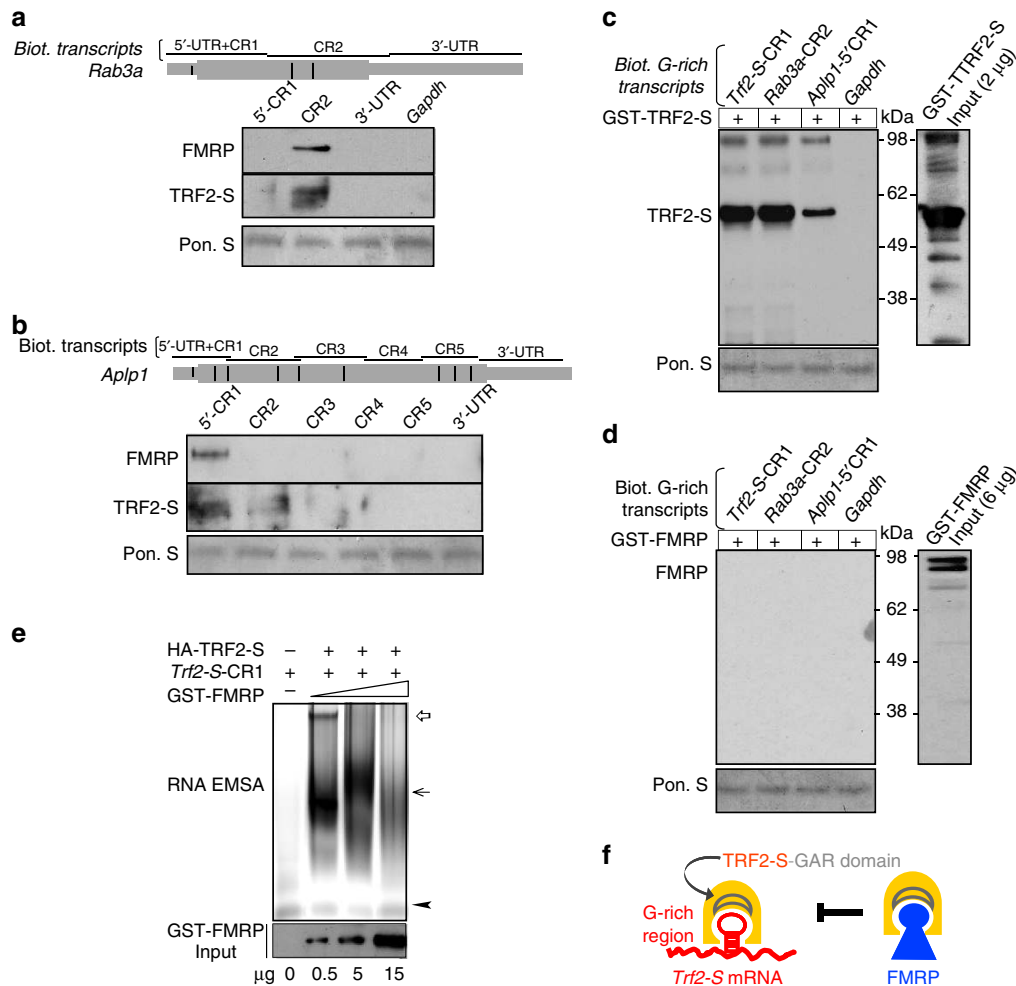 a
Biot. transcripts
5′-UTR+CR1 CR2 3′-UTR
Rab3a
5′-CR1 CR2 3′-UTR Gapdh
FMRP
TRF2-S
Pon. S
b
Biot. transcripts
5′-UTR+CR1 CR2 CR3 CR4 CR5 3′-UTR
Aplp1
5′-CR1 CR2 CR3 CR4 CR5 3′-UTR
FMRP
TRF2-S
Pon. S
c
Biot. G-rich
transcripts
Trf2-S-CR1 Rab3a-CR2 Aplp1-5′CR1 Gapdh
GST-TRF2-S + + + +
kDa
GST-TTRF2-S
Input (2 μg)
98
62
TRF2-S
49
38
Pon. S
d
Biot. G-rich
transcripts
Trf2-S-CR1 Rab3a-CR2 Aplp1-5′CR1 Gapdh
GST-FMRP + + + +
kDa
GST-FMRP
Input (6 μg)
FMRP
98
62
49
38
Pon. S
e
HA-TRF2-S – + + +
Trf2-S-CR1 + + + +
GST-FMRP –
RNA EMSA
GST-FMRP
Input
μg 0 0.5 5 15
f
TRF2-S-GAR domain
G-rich
region
Trf2-S mRNA
FMRP